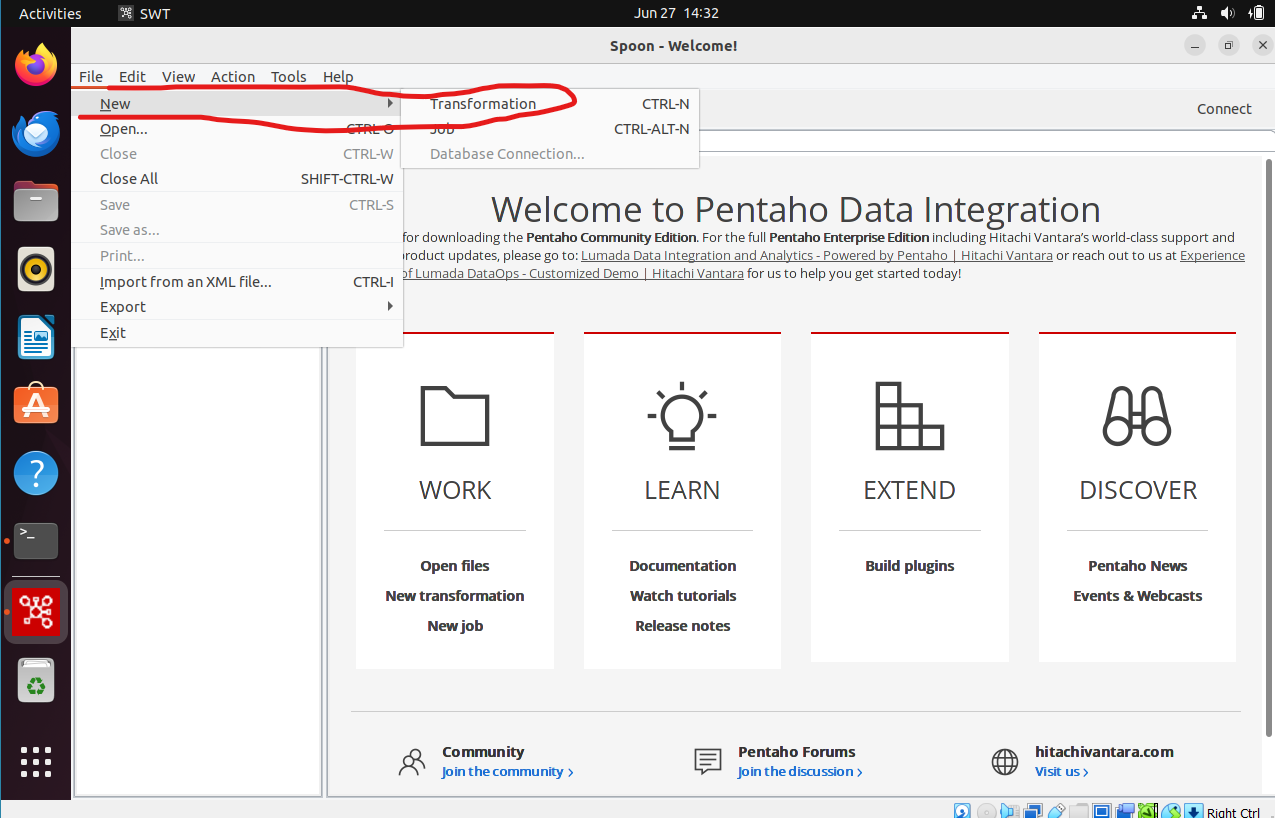 Activities SWT Jun 27 14:32
Spoon - Welcome!
File Edit View Action Tools Help
New
Open... CTRL-O
Close CTRL-W
Close All SHIFT-CTRL-W
Save CTRL-S
Save as...
Print...
Import from an XML file... CTRL-I
Export
Exit
Transformation CTRL-N
Job CTRL-ALT-N
Database Connection...
Connect
Welcome to Pentaho Data Integration
for downloading the Pentaho Community Edition. For the full Pentaho Enterprise Edition including Hitachi Vantara's world-class support and
product updates, please go to: Lumada Data Integration and Analytics - Powered by Pentaho | Hitachi Vantara or reach out to us at Experience
of Lumada DataOps - Customized Demo | Hitachi Vantara for us to help you get started today!
WORK
Open files
New transformation
New job
LEARN
Documentation
Watch tutorials
Release notes
EXTEND
Build plugins
DISCOVER
Pentaho News
Events & Webcasts
Community
Join the community
Pentaho Forums
Join the discussion
hitachivantara.com
Visit us
Right Ctrl